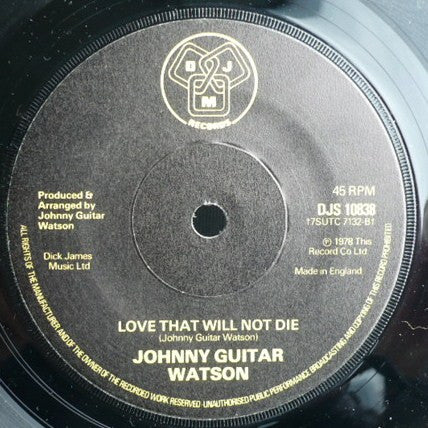 D J
M
RECORDS
45 RPM
DJS 10838
†7SUTC 7132-B1
Produced &
Arranged by
Johnny Guitar
Watson
Dick James
Music Ltd
℗ 1978 This
Record Co Ltd
Made in England
LOVE THAT WILL NOT DIE
(Johnny Guitar Watson)
JOHNNY GUITAR
WATSON
ALL RIGHTS OF THE MANUFACTURER AND OF THE OWNER OF THE RECORDED WORK RESERVED · UNAUTHORISED PUBLIC PERFORMANCE BROADCASTING AND COPYING OF THIS RECORD PROHIBITED